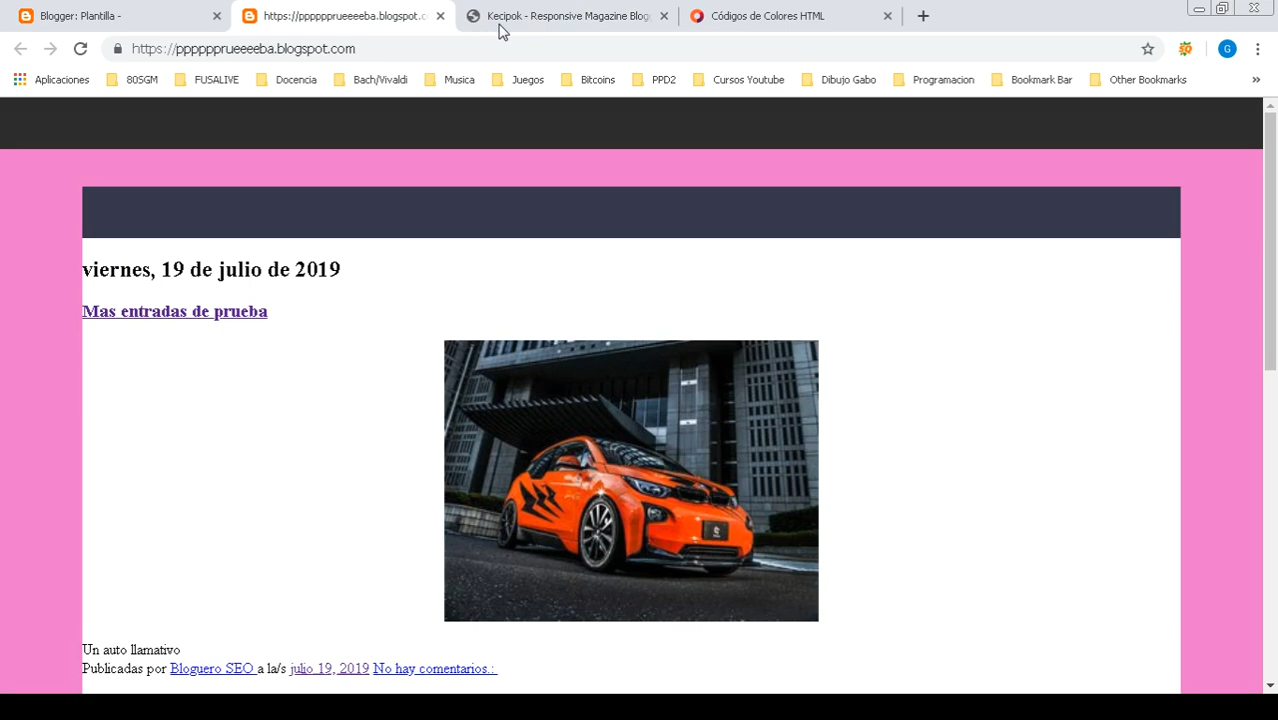 Blogger: Plantilla -
https://ppppppprueeeeba.blogspot.c
Kecipok - Responsive Magazine Blog
Códigos de Colores HTML
https://ppppppprueeeeba.blogspot.com
G
Aplicaciones
80SGM
FUSALIVE
Docencia
Bach/Vivaldi
Musica
Juegos
Bitcoins
PPD2
Cursos Youtube
Dibujo Gabo
Programacion
Bookmark Bar
Other Bookmarks
»
viernes, 19 de julio de 2019
Mas entradas de prueba
Un auto llamativo
Publicadas por Bloguero SEO a la/s julio 19, 2019 No hay comentarios.: